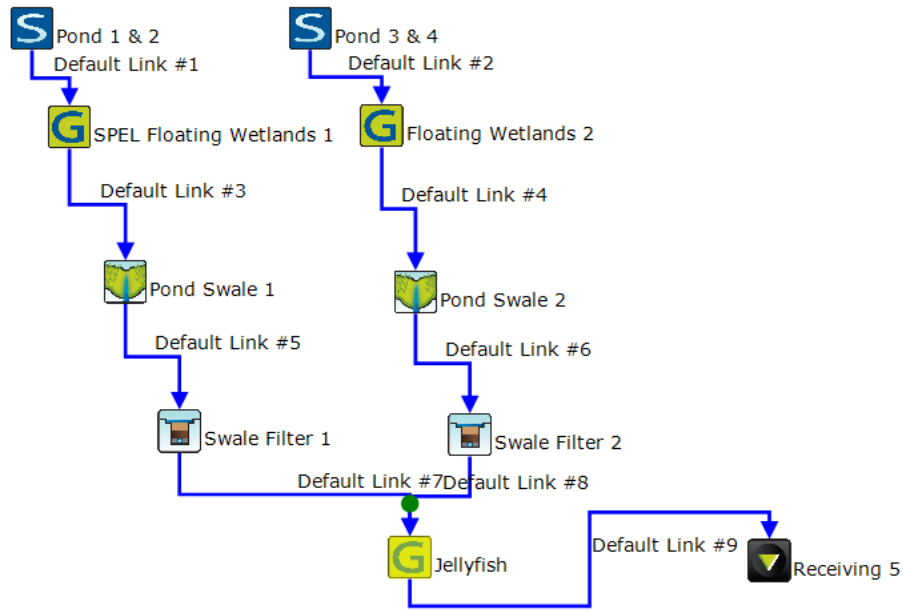 S Pond 1 & 2
S Pond 3 & 4
Default Link #1
Default Link #2
G SPEL Floating Wetlands 1
G Floating Wetlands 2
Default Link #3
Default Link #4
Pond Swale 1
Pond Swale 2
Default Link #5
Default Link #6
Swale Filter 1
Swale Filter 2
Default Link #7
Default Link #8
G Jellyfish
Default Link #9
Receiving 5